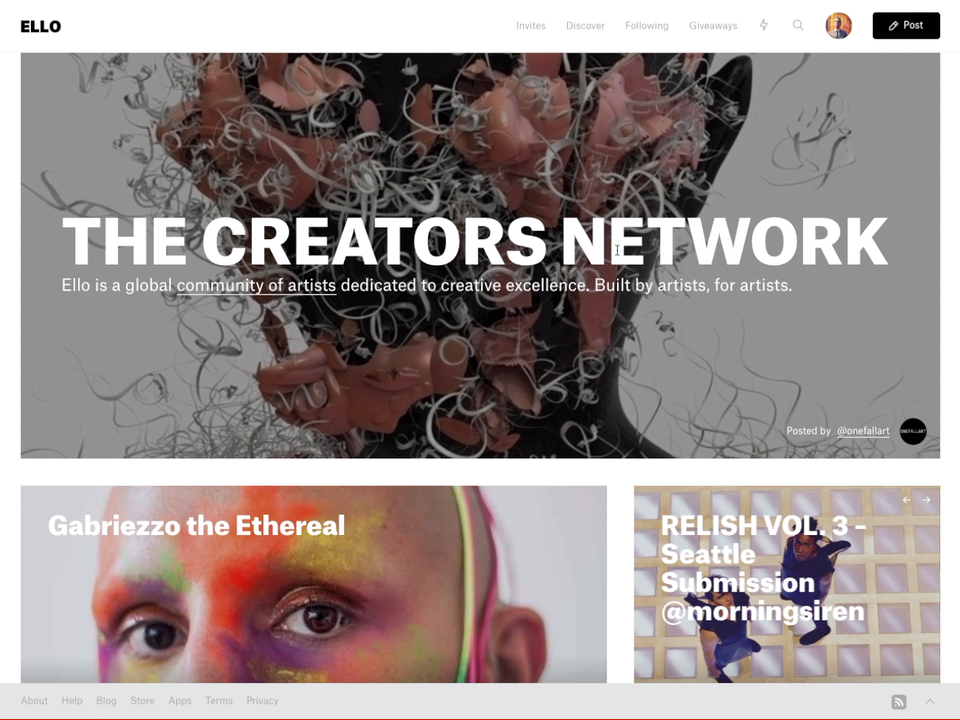 ELLO
Invites Discover Following Giveaways Post
THE CREATORS NETWORK
Ello is a global community of artists dedicated to creative excellence. Built by artists, for artists.
Posted by @onefallart
ONEFALLART
Gabriezzo the Ethereal
RELISH VOL. 3 -
Seattle
Submission
@morningsiren
About Help Blog Store Apps Terms Privacy